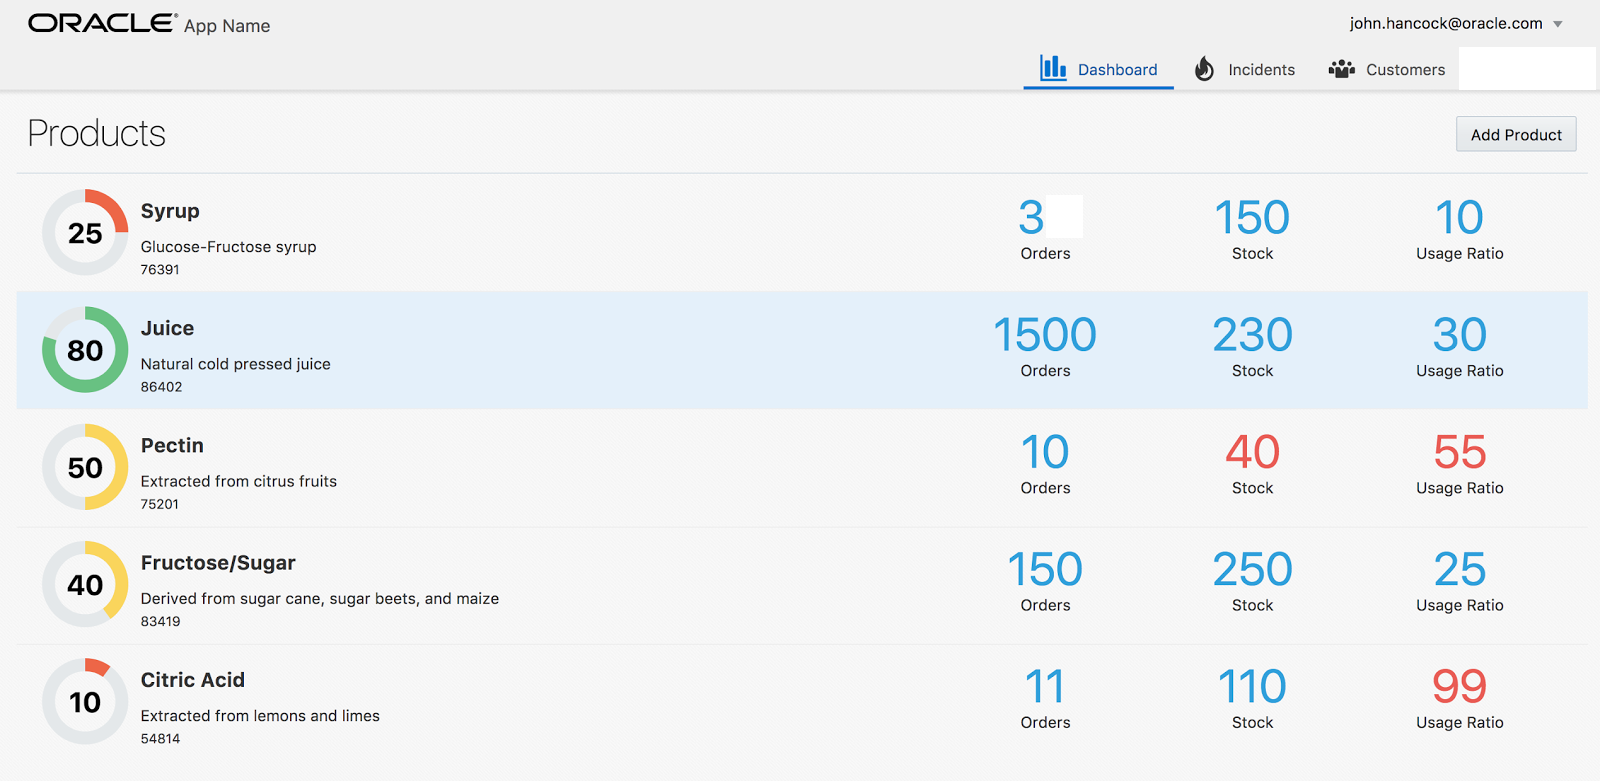 ORACLE® App Name
john.hancock@oracle.com
Dashboard Incidents Customers
Products
Add Product
25 Syrup
Glucose-Fructose syrup
76391
3 Orders
150 Stock
10 Usage Ratio
80 Juice
Natural cold pressed juice
86402
1500 Orders
230 Stock
30 Usage Ratio
50 Pectin
Extracted from citrus fruits
75201
10 Orders
40 Stock
55 Usage Ratio
40 Fructose/Sugar
Derived from sugar cane, sugar beets, and maize
83419
150 Orders
250 Stock
25 Usage Ratio
10 Citric Acid
Extracted from lemons and limes
54814
11 Orders
110 Stock
99 Usage Ratio